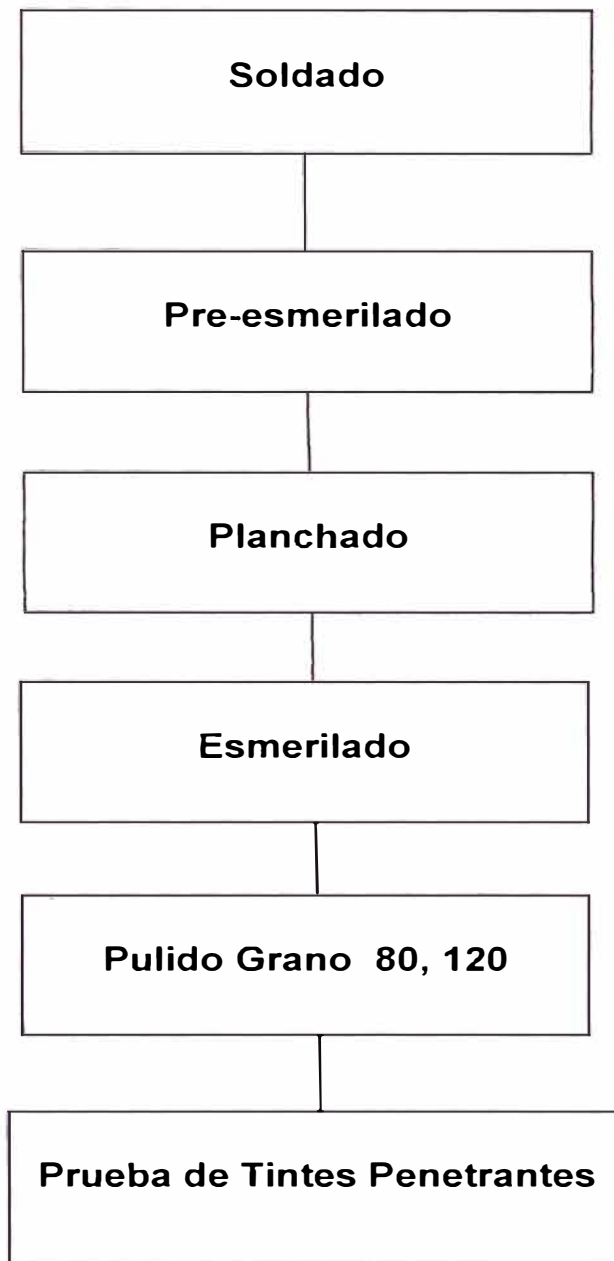 Soldado
Pre-esmerilado
Planchado
Esmerilado
Pulido Grano 80, 120
Prueba de Tintes Penetrantes